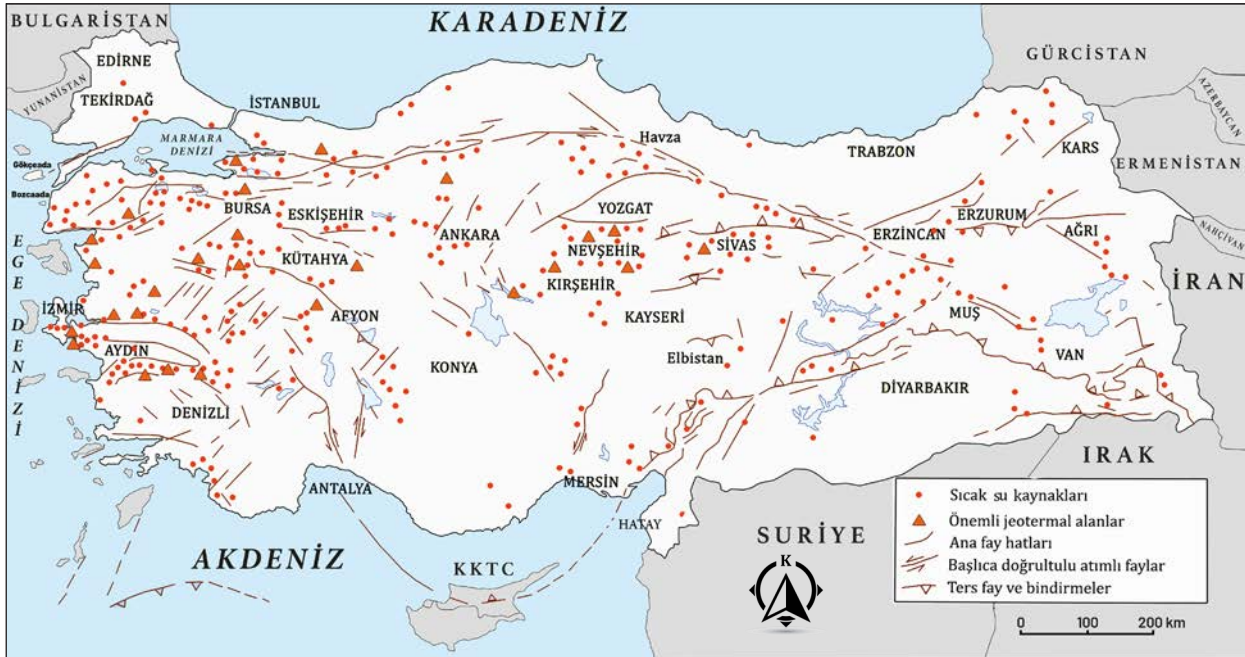 BULGARİSTAN
KARADENİZ
GÜRCİSTAN
EDİRNE
YUNANİSTAN
TEKİRDAĞ
İSTANBUL
AZERBAYCAN
MARMARA
DENİZİ
Havza
TRABZON
KARS
Gökçeada
ERMENİSTAN
Bozcaada
BURSA
ESKİŞEHİR
YOZGAT
ERZURUM
ANKARA
NEVŞEHİR
SİVAS
ERZİNCAN
AĞRI
NAHÇİVAN
KÜTAHYA
KIRŞEHİR
İRAN
EGE DENİZİ
İZMİR
AFYON
KAYSERİ
MUŞ
AYDIN
KONYA
Elbistan
VAN
DENİZLİ
DİYARBAKIR
ANTALYA
MERSİN
IRAK
HATAY
SURİYE
AKDENİZ
KKTC
K
Sıcak su kaynakları
Önemli jeotermal alanlar
Ana fay hatları
Başlıca doğrultulu atımlı faylar
Ters fay ve bindirmeler
0 100 200 km